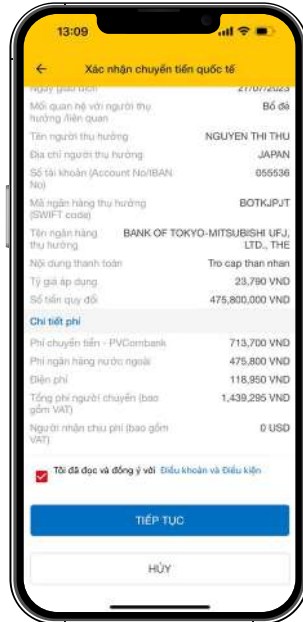 13:09
Xác nhận chuyển tiền quốc tế
Ngày giao dịch 21/07/2023
Mối quan hệ với người thụ Bố đẻ
hưởng /liên quan
Tên người thụ hưởng NGUYEN THI THU
Địa chỉ người thụ hưởng JAPAN
Số tài khoản (Account No/IBAN 055536
No)
Mã ngân hàng thụ hưởng BOTKJPJT
(SWIFT code)
Tên ngân hàng BANK OF TOKYO-MITSUBISHI UFJ,
thụ hưởng LTD., THE
Nội dung thanh toán Tro cap than nhan
Tỷ giá áp dụng 23,790 VND
Số tiền quy đổi 475,800,000 VND
Chi tiết phí
Phí chuyển tiền - PVCombank 713,700 VND
Phí ngân hàng nước ngoài 475,800 VND
Điện phí 118,950 VND
Tổng phí người chuyển (bao 1,439,295 VND
gồm VAT)
Người nhận chịu phí (bao gồm 0 USD
VAT)
Tôi đã đọc và đồng ý với Điều khoản và Điều kiện
TIẾP TỤC
HỦY